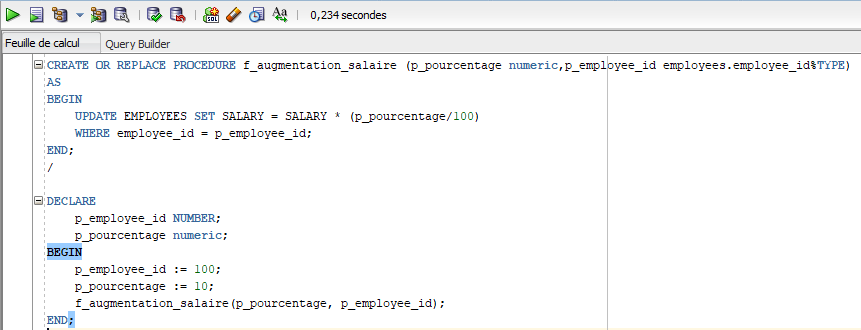 0,234 secondes
Feuille de calcul Query Builder
CREATE OR REPLACE PROCEDURE f_augmentation_salaire (p_pourcentage numeric,p_employee_id employees.employee_id%TYPE)
AS
BEGIN
    UPDATE EMPLOYEES SET SALARY = SALARY * (p_pourcentage/100)
    WHERE employee_id = p_employee_id;
END;
/
DECLARE
    p_employee_id NUMBER;
    p_pourcentage numeric;
BEGIN
    p_employee_id := 100;
    p_pourcentage := 10;
    f_augmentation_salaire(p_pourcentage, p_employee_id);
END;